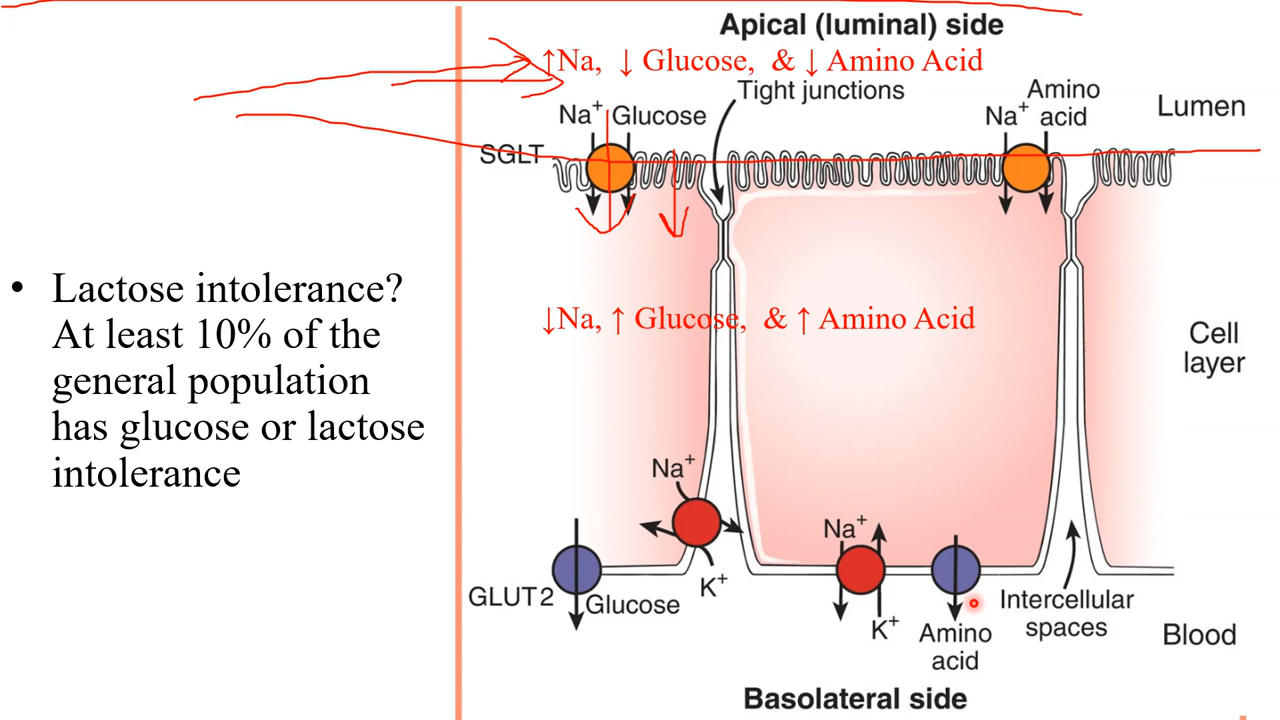 Apical (luminal) side
↑Na, ↓ Glucose, & ↓ Amino Acid
Tight junctions
Na⁺ Glucose
Amino
Na⁺ acid
Lumen
SGLT
• Lactose intolerance?
At least 10% of the
general population
has glucose or lactose
intolerance
↓Na, ↑ Glucose, & ↑ Amino Acid
Cell
layer
Na⁺
K⁺
Na⁺
K⁺
GLUT2
Glucose
Amino
acid
Intercellular
spaces
Blood
Basolateral side